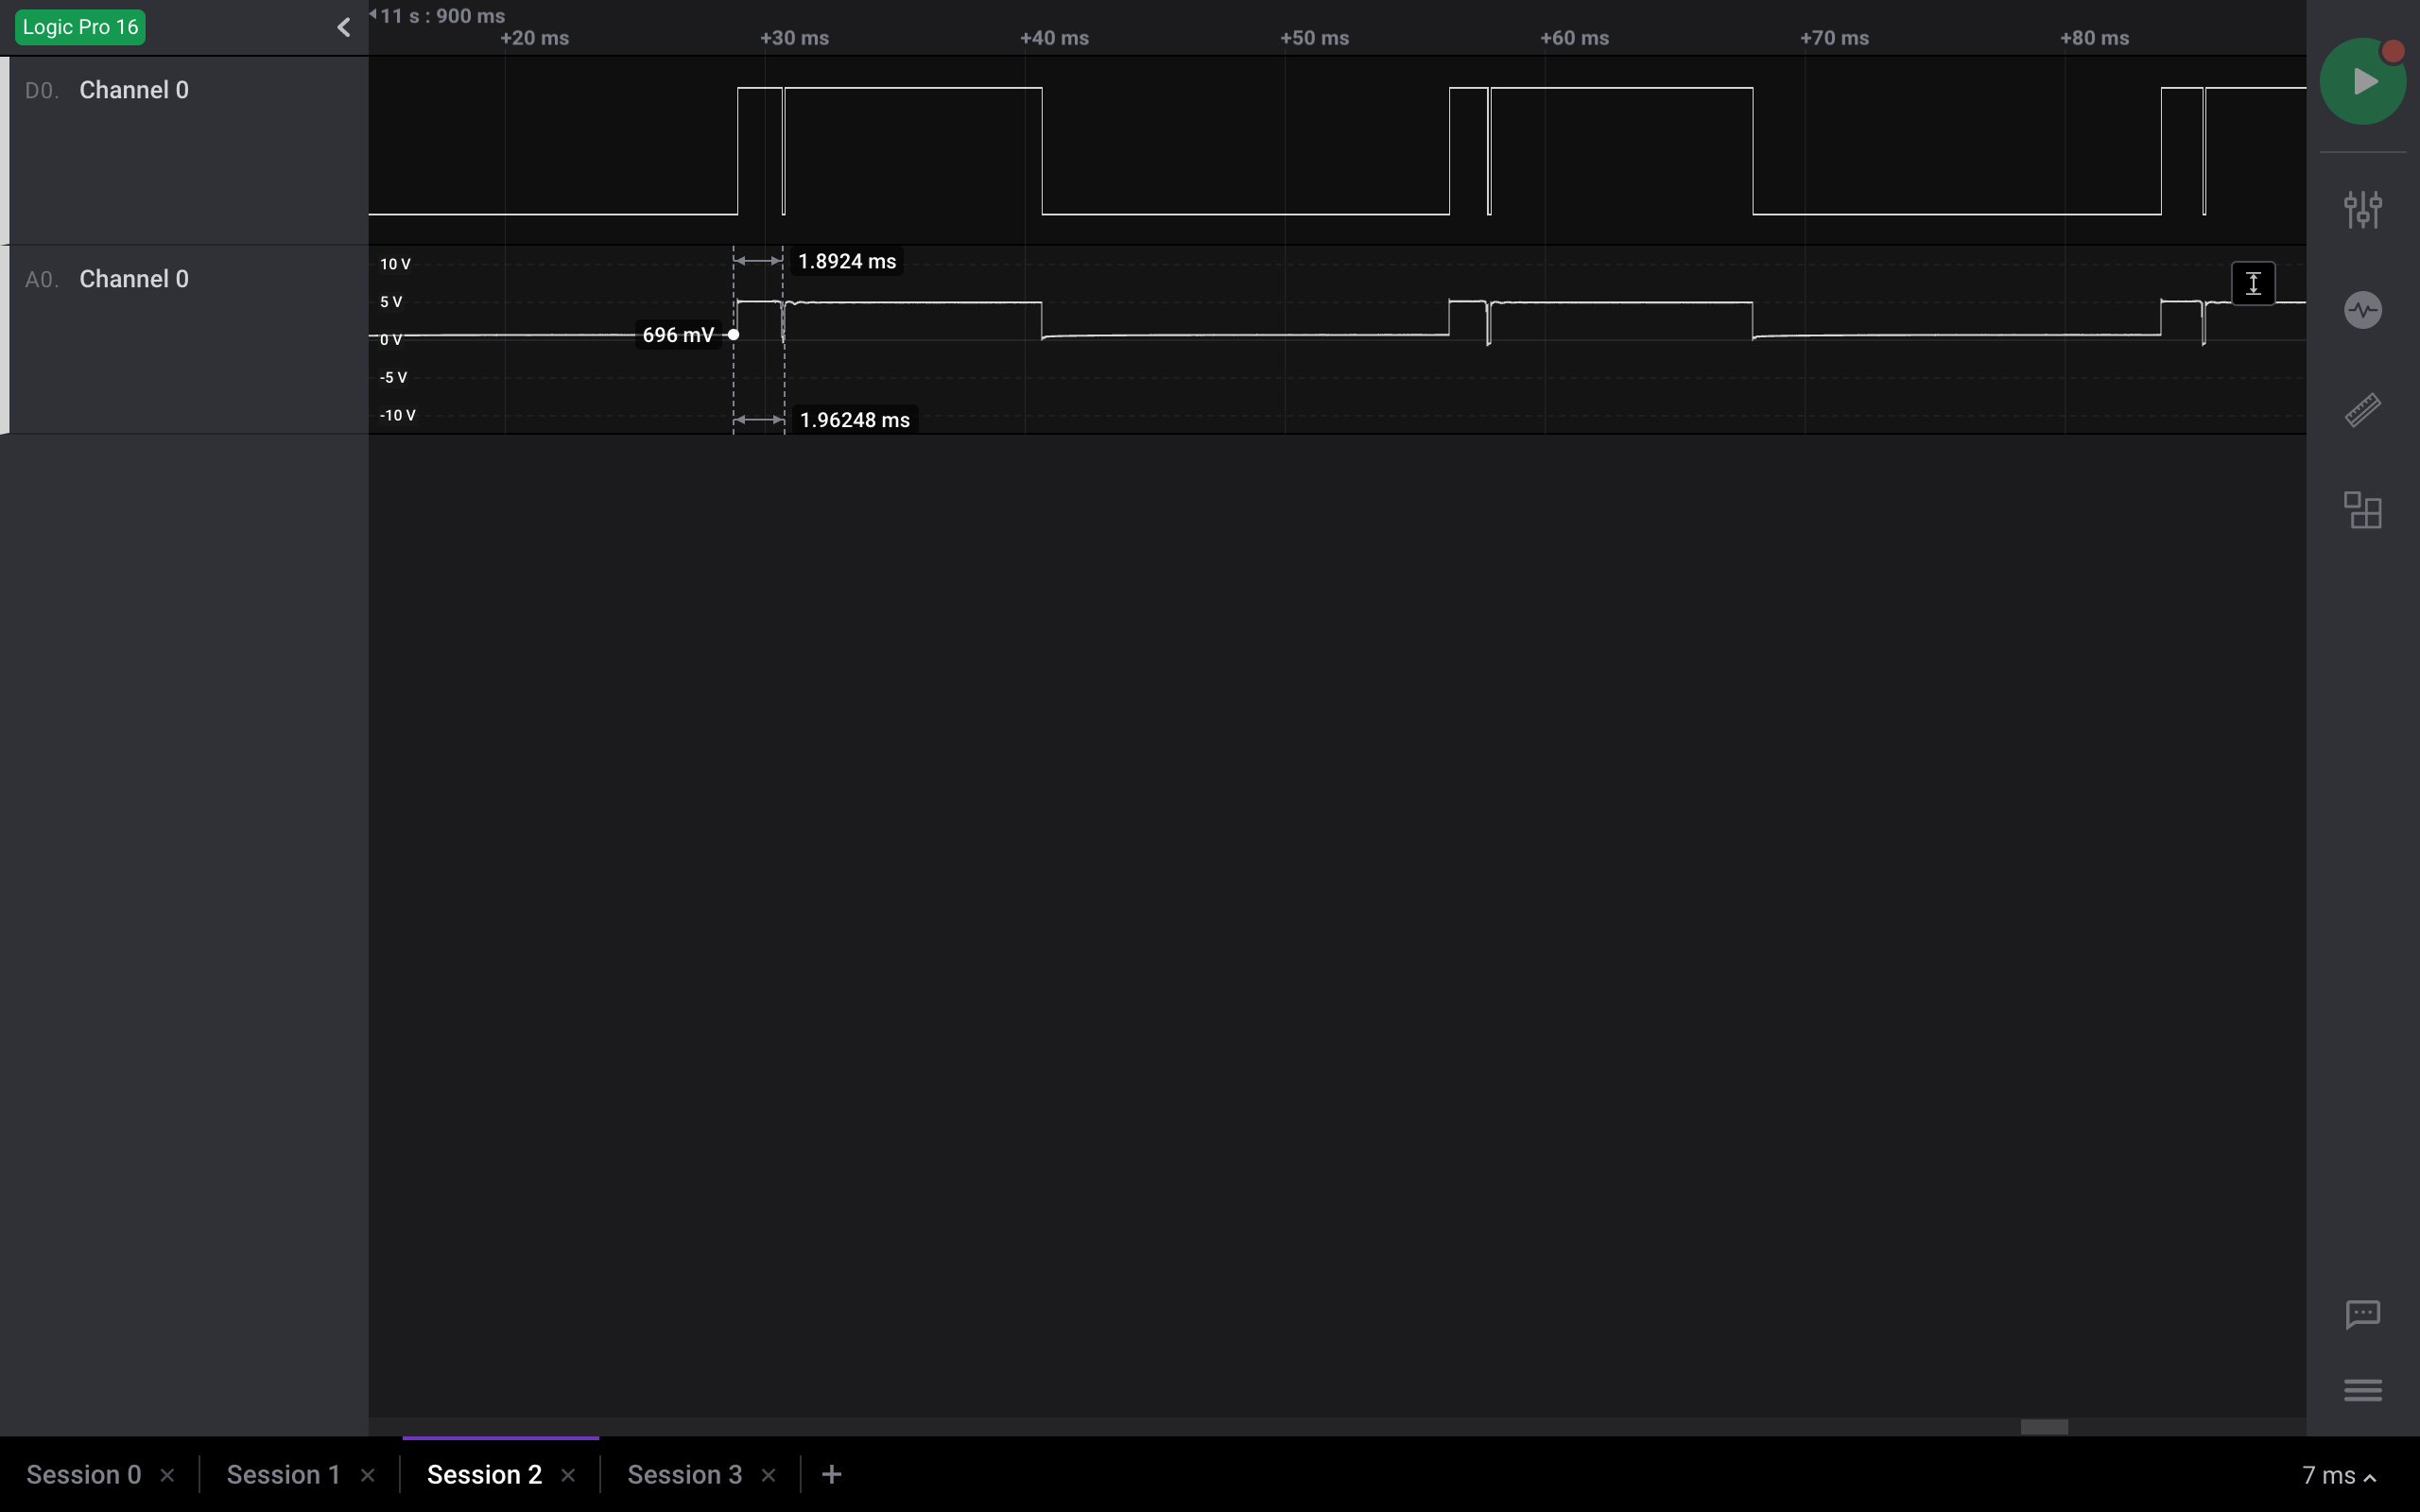 Logic Pro 16
11 s : 900 ms
+20 ms +30 ms +40 ms +50 ms +60 ms +70 ms +80 ms
D0. Channel 0
A0. Channel 0
10 V
1.8924 ms
5 V
696 mV
0 V
-5 V
-10 V
1.96248 ms
Session 0 Session 1 Session 2 Session 3 + 7 ms